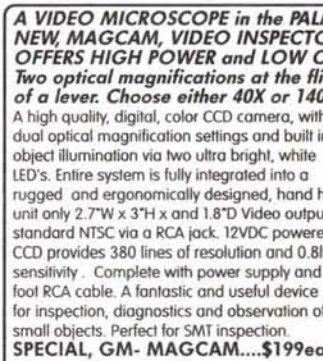 A VIDEO MICROSCOPE in the PAL
NEW, MAGCAM, VIDEO INSPECTO
OFFERS HIGH POWER and LOW C
Two optical magnifications at the fli
of a lever. Choose either 40X or 140
A high quality, digital, color CCD camera, with
dual optical magnification settings and built i
object illumination via two ultra bright, white
LED's. Entire system is fully integrated into a
rugged and ergonomically designed, hand h
unit only 2.7"W x 3"H x and 1.8"D Video outpu
standard NTSC via a RCA jack. 12VDC powere
CCD provides 380 lines of resolution and 0.8l
sensitivity . Complete with power supply and
foot RCA cable. A fantastic and useful device
for inspection, diagnostics and observation o
small objects. Perfect for SMT inspection.
SPECIAL, GM- MAGCAM....$199ea